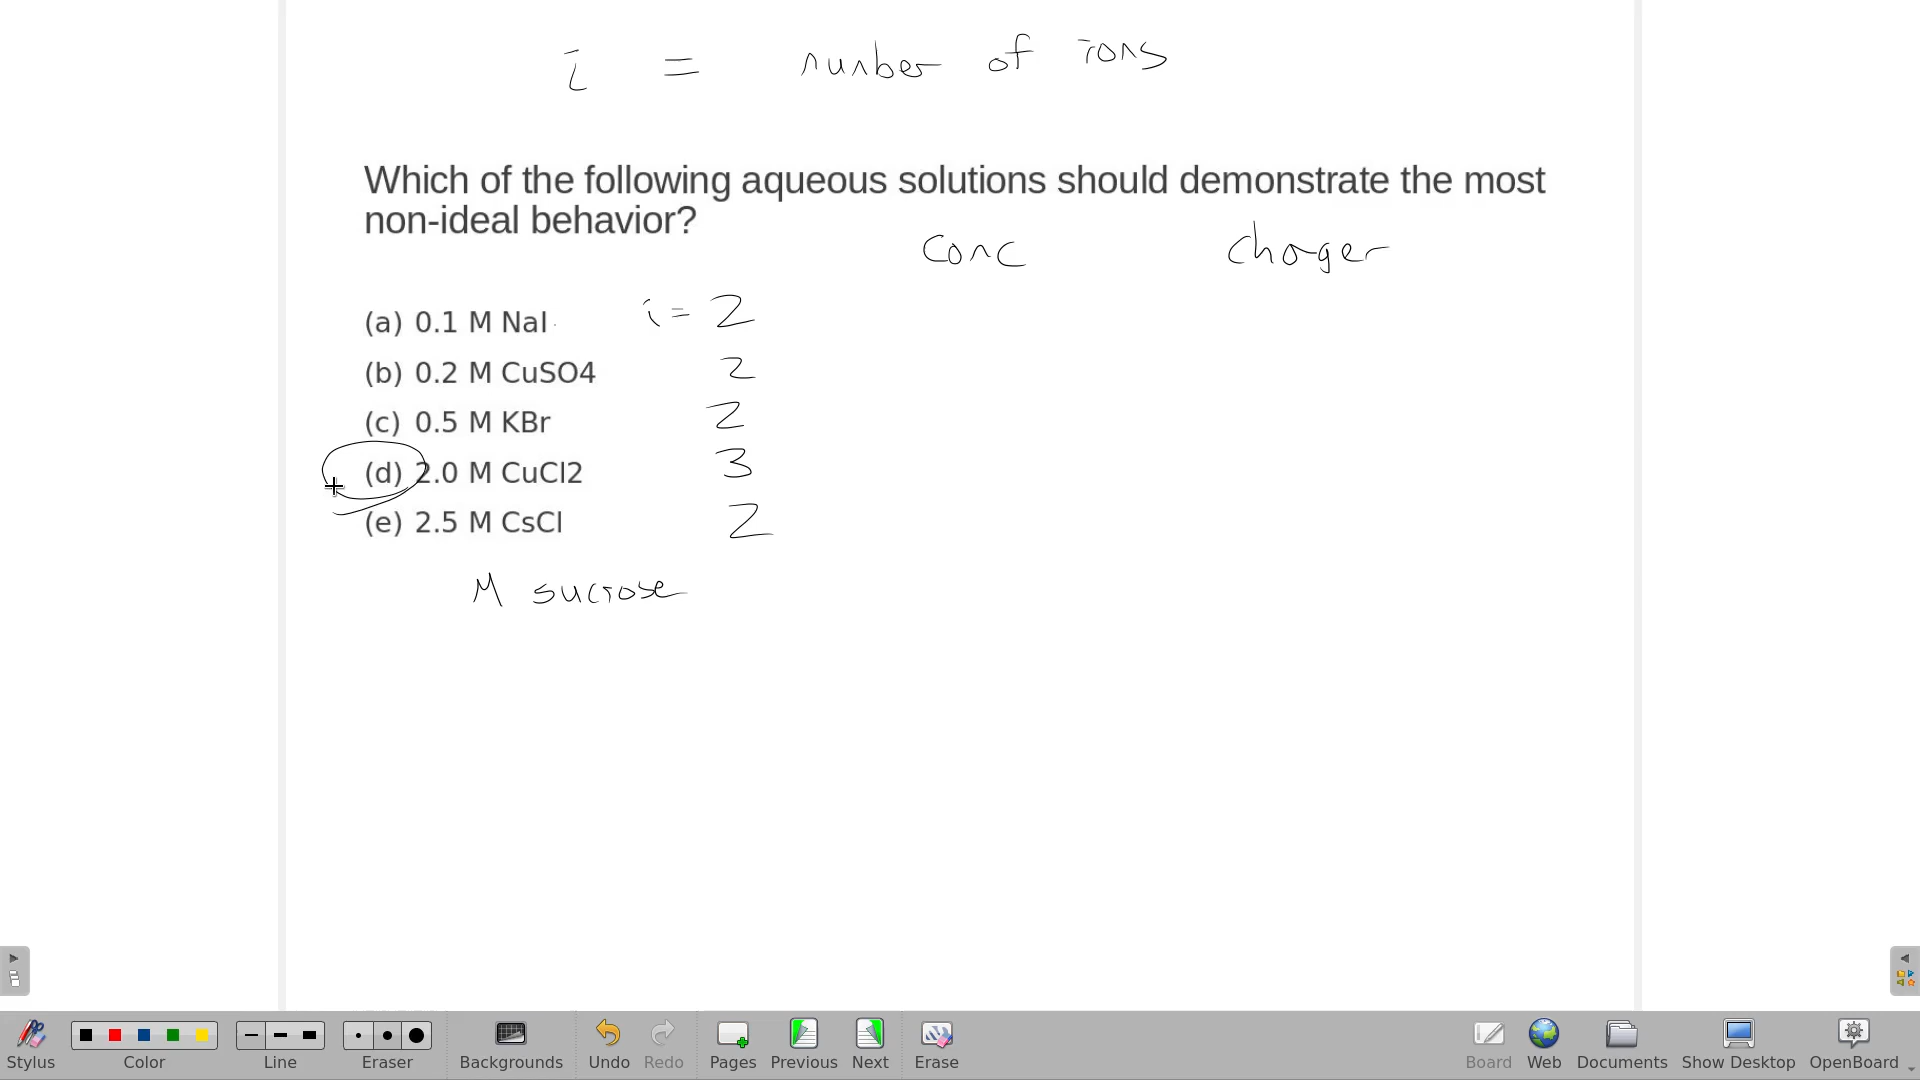 i = number of ions
Which of the following aqueous solutions should demonstrate the most
non-ideal behavior?
conc charger
(a) 0.1 M NaI i = 2
(b) 0.2 M CuSO4 2
(c) 0.5 M KBr 2
(d) 2.0 M CuCl2 3
(e) 2.5 M CsCl 2
M sucrose
Stylus Color Line Eraser Backgrounds Undo Redo Pages Previous Next Erase Board Web Documents Show Desktop OpenBoard